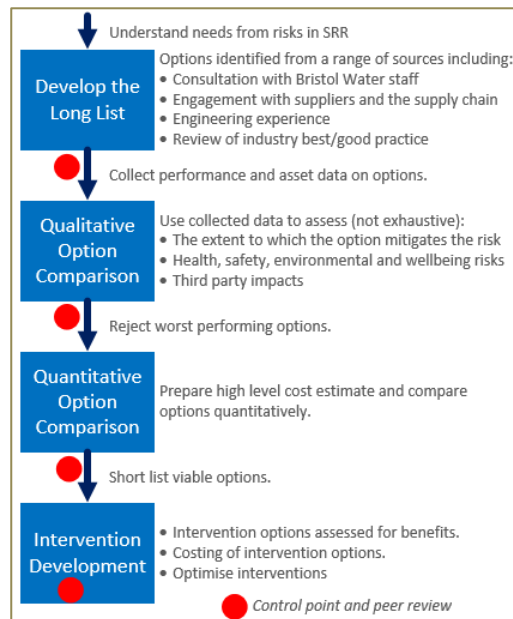 Understand needs from risks in SRR
Develop the
Long List
Options identified from a range of sources including:
• Consultation with Bristol Water staff
• Engagement with suppliers and the supply chain
• Engineering experience
• Review of industry best/good practice
Collect performance and asset data on options.
Qualitative
Option
Comparison
Use collected data to assess (not exhaustive):
• The extent to which the option mitigates the risk
• Health, safety, environmental and wellbeing risks
• Third party impacts
Reject worst performing options.
Quantitative
Option
Comparison
Prepare high level cost estimate and compare
options quantitatively.
Short list viable options.
Intervention
Development
• Intervention options assessed for benefits.
• Costing of intervention options.
• Optimise interventions
Control point and peer review